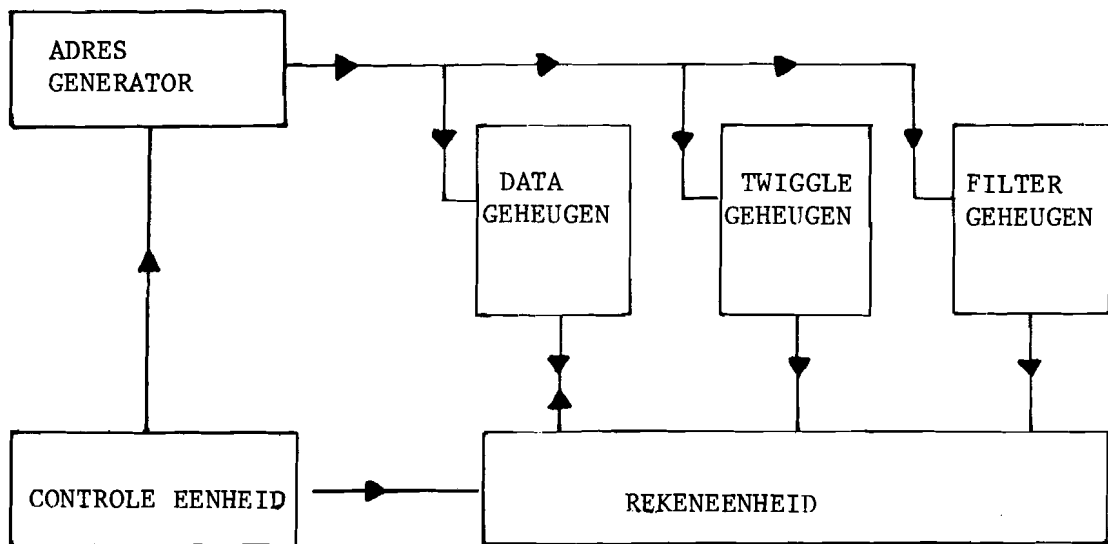 ADRES
GENERATOR
DATA
GEHEUGEN
TWIGGLE
GEHEUGEN
FILTER
GEHEUGEN
CONTROLE EENHEID
REKENEENHEID